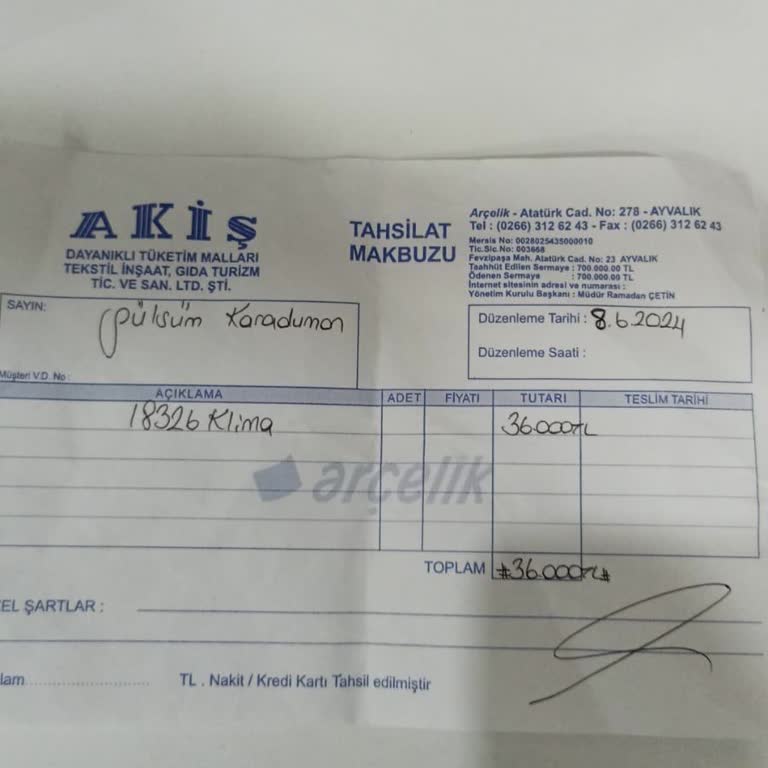 AKİŞ
DAYANIKLI TÜKETİM MALLARI
TEKSTİL İNŞAAT, GIDA TURİZM
TİC. VE SAN. LTD. ŞTİ.
TAHSİLAT
MAKBUZU
Arçelik - Atatürk Cad. No: 278 - AYVALIK
Tel : (0266) 312 62 43 - Fax : (0266) 312 62 43
Mersis No: 0028025435000010
Tic.Sic.No: 003668
Fevzipaşa Mah. Atatürk Cad. No: 23 AYVALIK
Taahhüt Edilen Sermaye : 700.000.00 TL
Ödenen Sermaye : 700.000.00 TL
İnternet sitesinin adresi ve numarası :
Yönetim Kurulu Başkanı : Müdür Ramadan ÇETİN
SAYIN:
Gülsüm Karaduman
Müşteri V.D. No :
Düzenleme Tarihi : 8.6.2024
Düzenleme Saati :
AÇIKLAMA ADET FİYATI TUTARI TESLİM TARİHİ
18326 Klima 36.000TL
arçelik
TOPLAM #36.000TL#
EL ŞARTLAR :
lam TL . Nakit / Kredi Kartı Tahsil edilmiştir